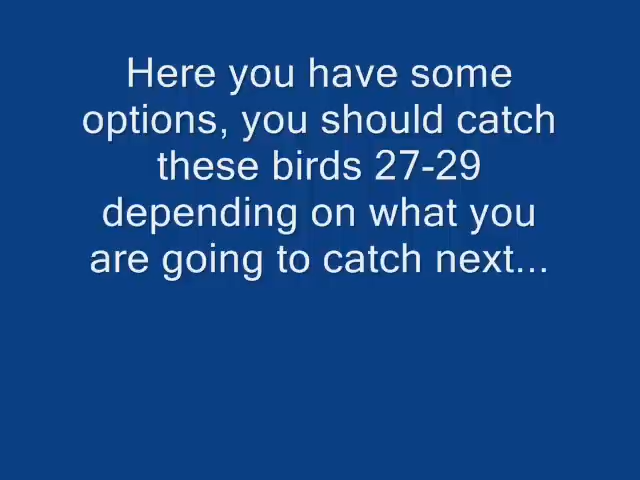 Here you have some
options, you should catch
these birds 27-29
depending on what you
are going to catch next...